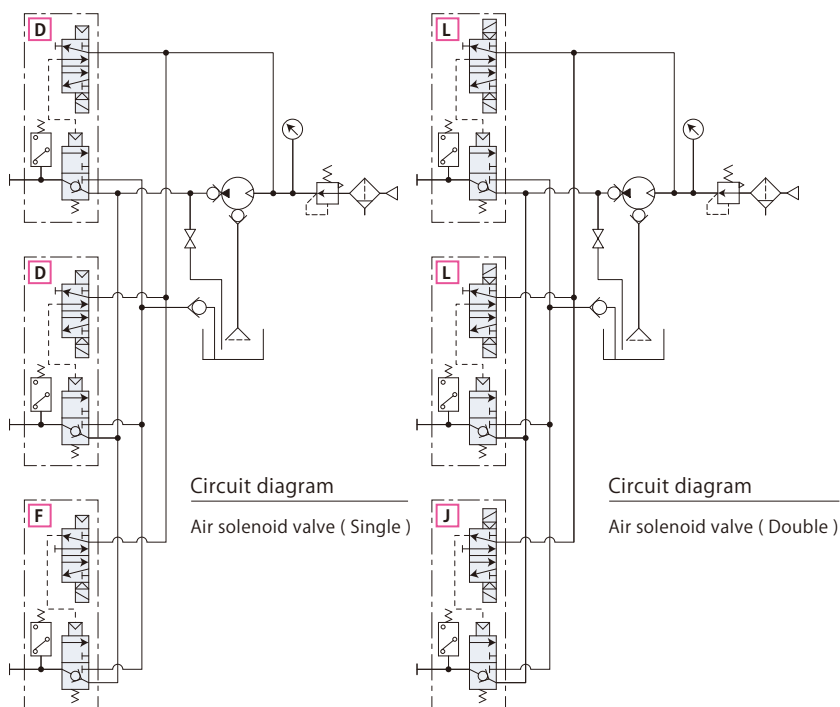 D
L
D
L
Circuit diagram
Air solenoid valve ( Single )
Circuit diagram
Air solenoid valve ( Double )
F
J